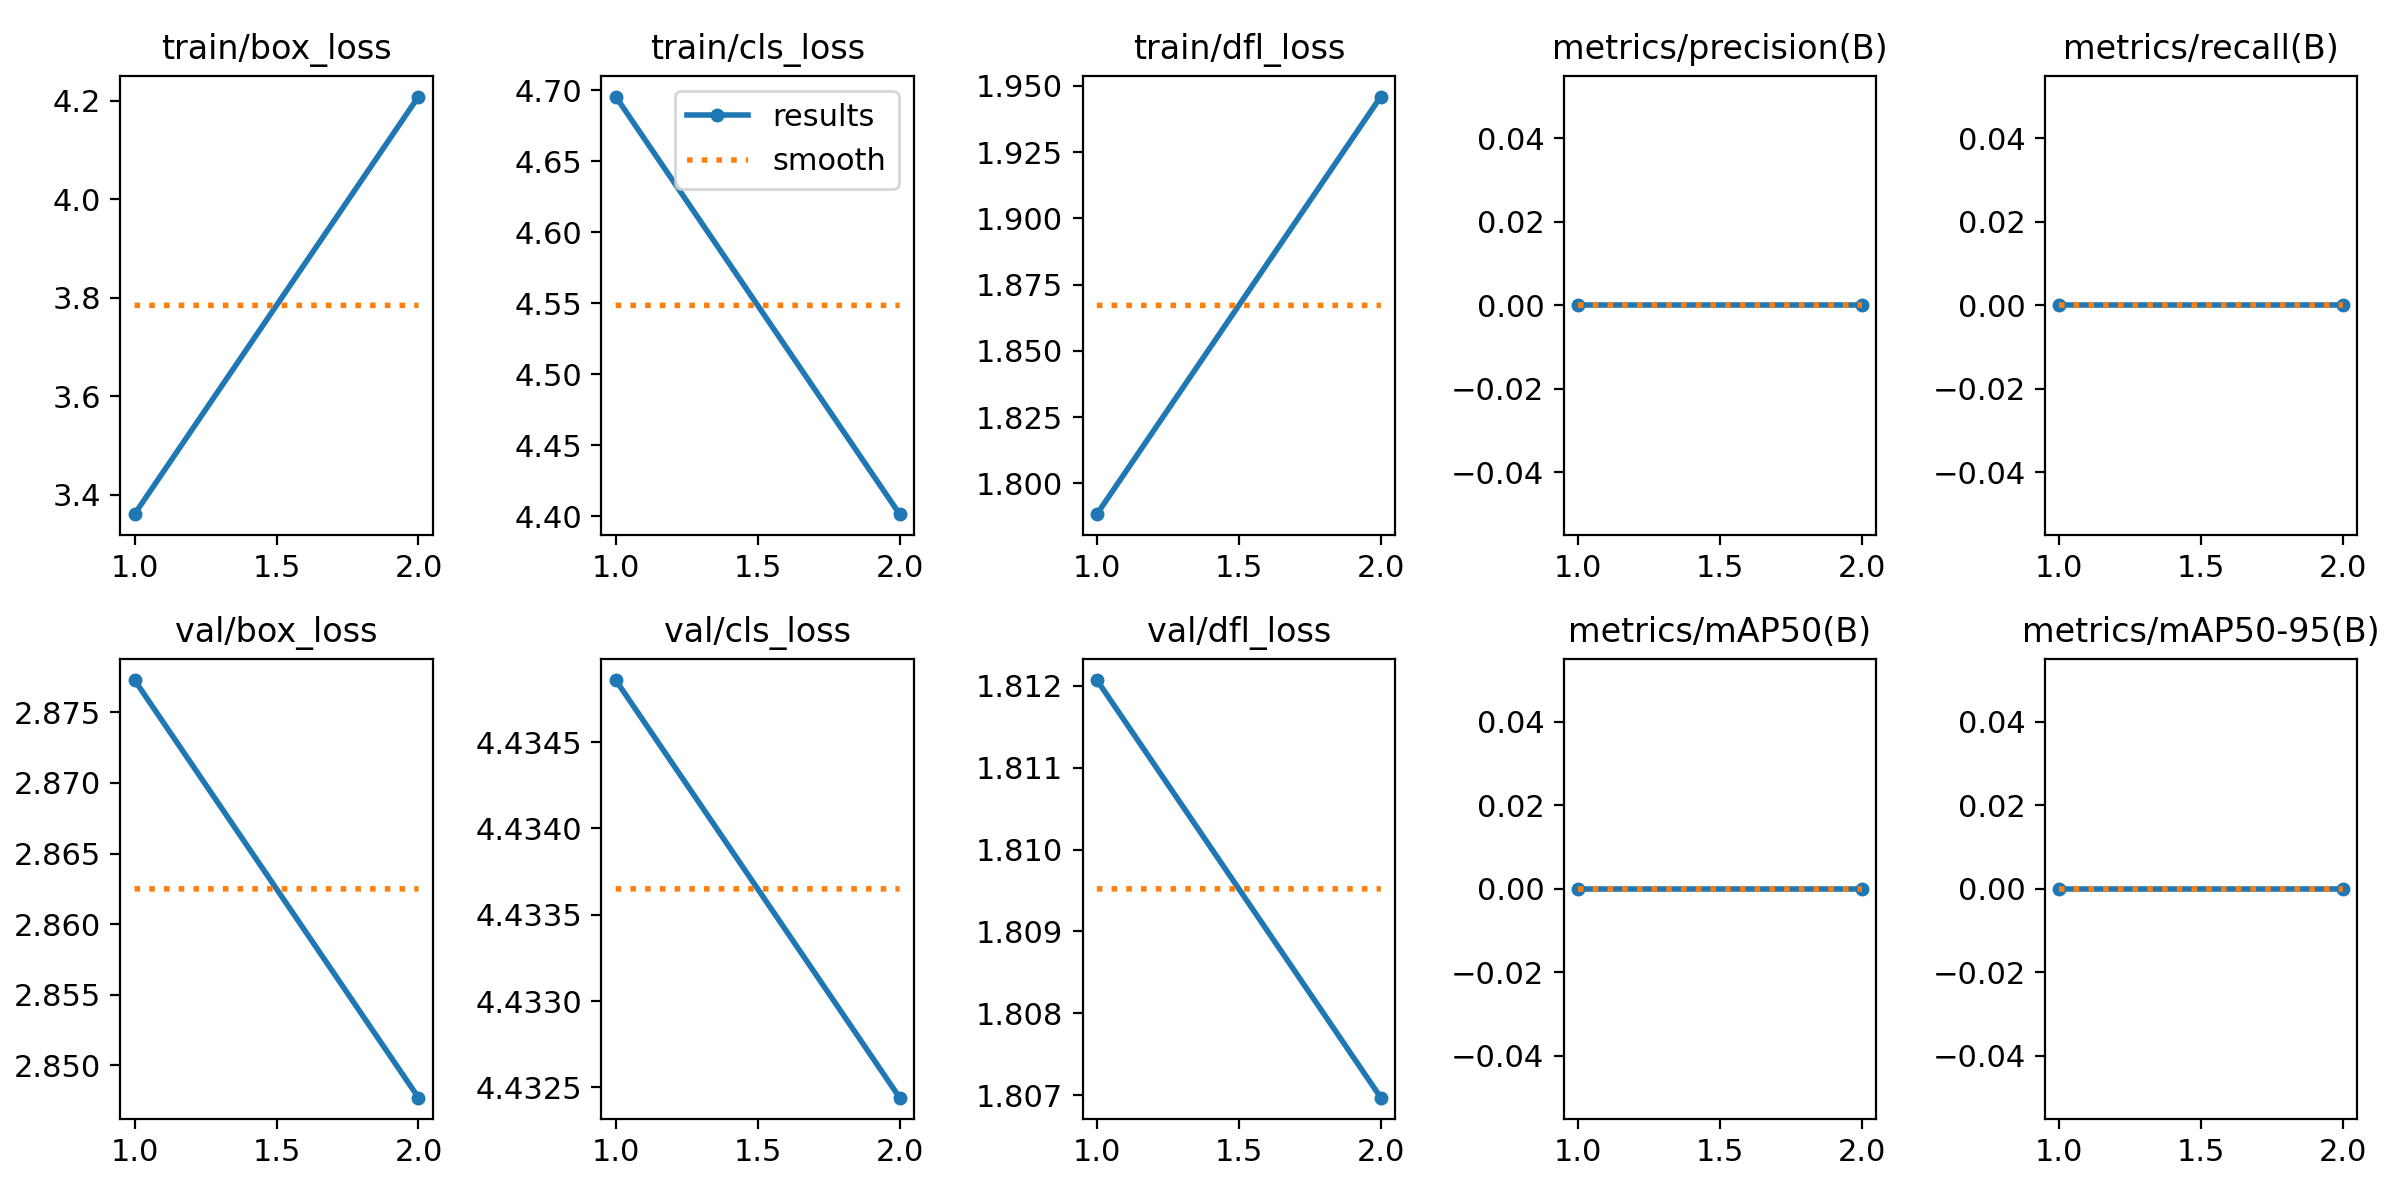 train/box_loss
4.2
4.0
3.8
3.6
3.4
1.0 1.5 2.0
train/cls_loss
results
smooth
4.70
4.65
4.60
4.55
4.50
4.45
4.40
1.0 1.5 2.0
train/dfl_loss
1.950
1.925
1.900
1.875
1.850
1.825
1.800
1.0 1.5 2.0
metrics/precision(B)
0.04
0.02
0.00
−0.02
−0.04
1.0 1.5 2.0
metrics/recall(B)
0.04
0.02
0.00
−0.02
−0.04
1.0 1.5 2.0
val/box_loss
2.875
2.870
2.865
2.860
2.855
2.850
1.0 1.5 2.0
val/cls_loss
4.4345
4.4340
4.4335
4.4330
4.4325
1.0 1.5 2.0
val/dfl_loss
1.812
1.811
1.810
1.809
1.808
1.807
1.0 1.5 2.0
metrics/mAP50(B)
0.04
0.02
0.00
−0.02
−0.04
1.0 1.5 2.0
metrics/mAP50-95(B)
0.04
0.02
0.00
−0.02
−0.04
1.0 1.5 2.0